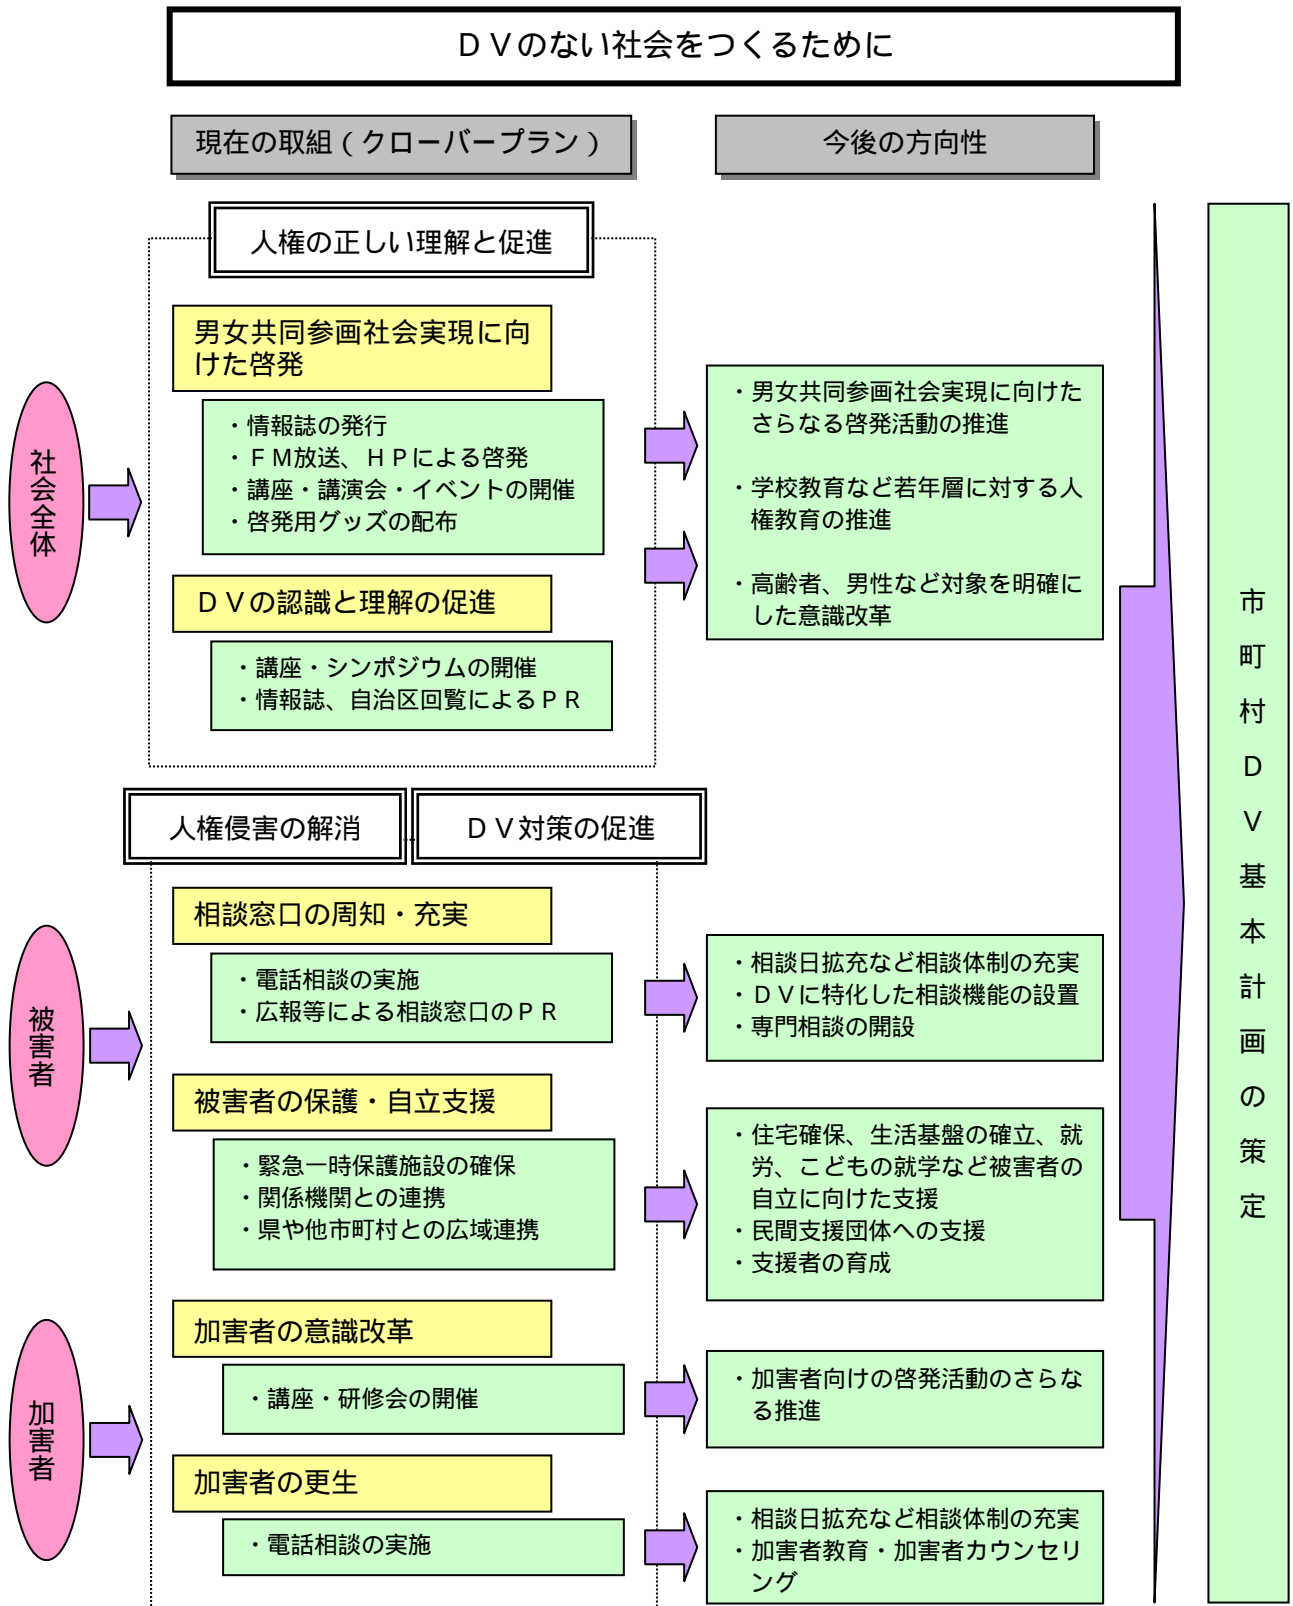 ＤＶのない社会をつくるために
現在の取組（クローバープラン）
今後の方向性
人権の正しい理解と促進
社会全体
男女共同参画社会実現に向
けた啓発
・情報誌の発行
・ＦＭ放送、ＨＰによる啓発
・講座・講演会・イベントの開催
・啓発用グッズの配布
ＤＶの認識と理解の促進
・講座・シンポジウムの開催
・情報誌、自治区回覧によるＰＲ
・男女共同参画社会実現に向けた
さらなる啓発活動の推進
・学校教育など若年層に対する人
権教育の推進
・高齢者、男性など対象を明確に
した意識改革
人権侵害の解消
ＤＶ対策の促進
被害者
相談窓口の周知・充実
・電話相談の実施
・広報等による相談窓口のＰＲ
・相談日拡充など相談体制の充実
・ＤＶに特化した相談機能の設置
・専門相談の開設
被害者の保護・自立支援
・緊急一時保護施設の確保
・関係機関との連携
・県や他市町村との広域連携
・住宅確保、生活基盤の確立、就
労、こどもの就学など被害者の
自立に向けた支援
・民間支援団体への支援
・支援者の育成
加害者
加害者の意識改革
・講座・研修会の開催
・加害者向けの啓発活動のさらな
る推進
加害者の更生
・電話相談の実施
・相談日拡充など相談体制の充実
・加害者教育・加害者カウンセリ
ング
市町村ＤＶ基本計画の策定